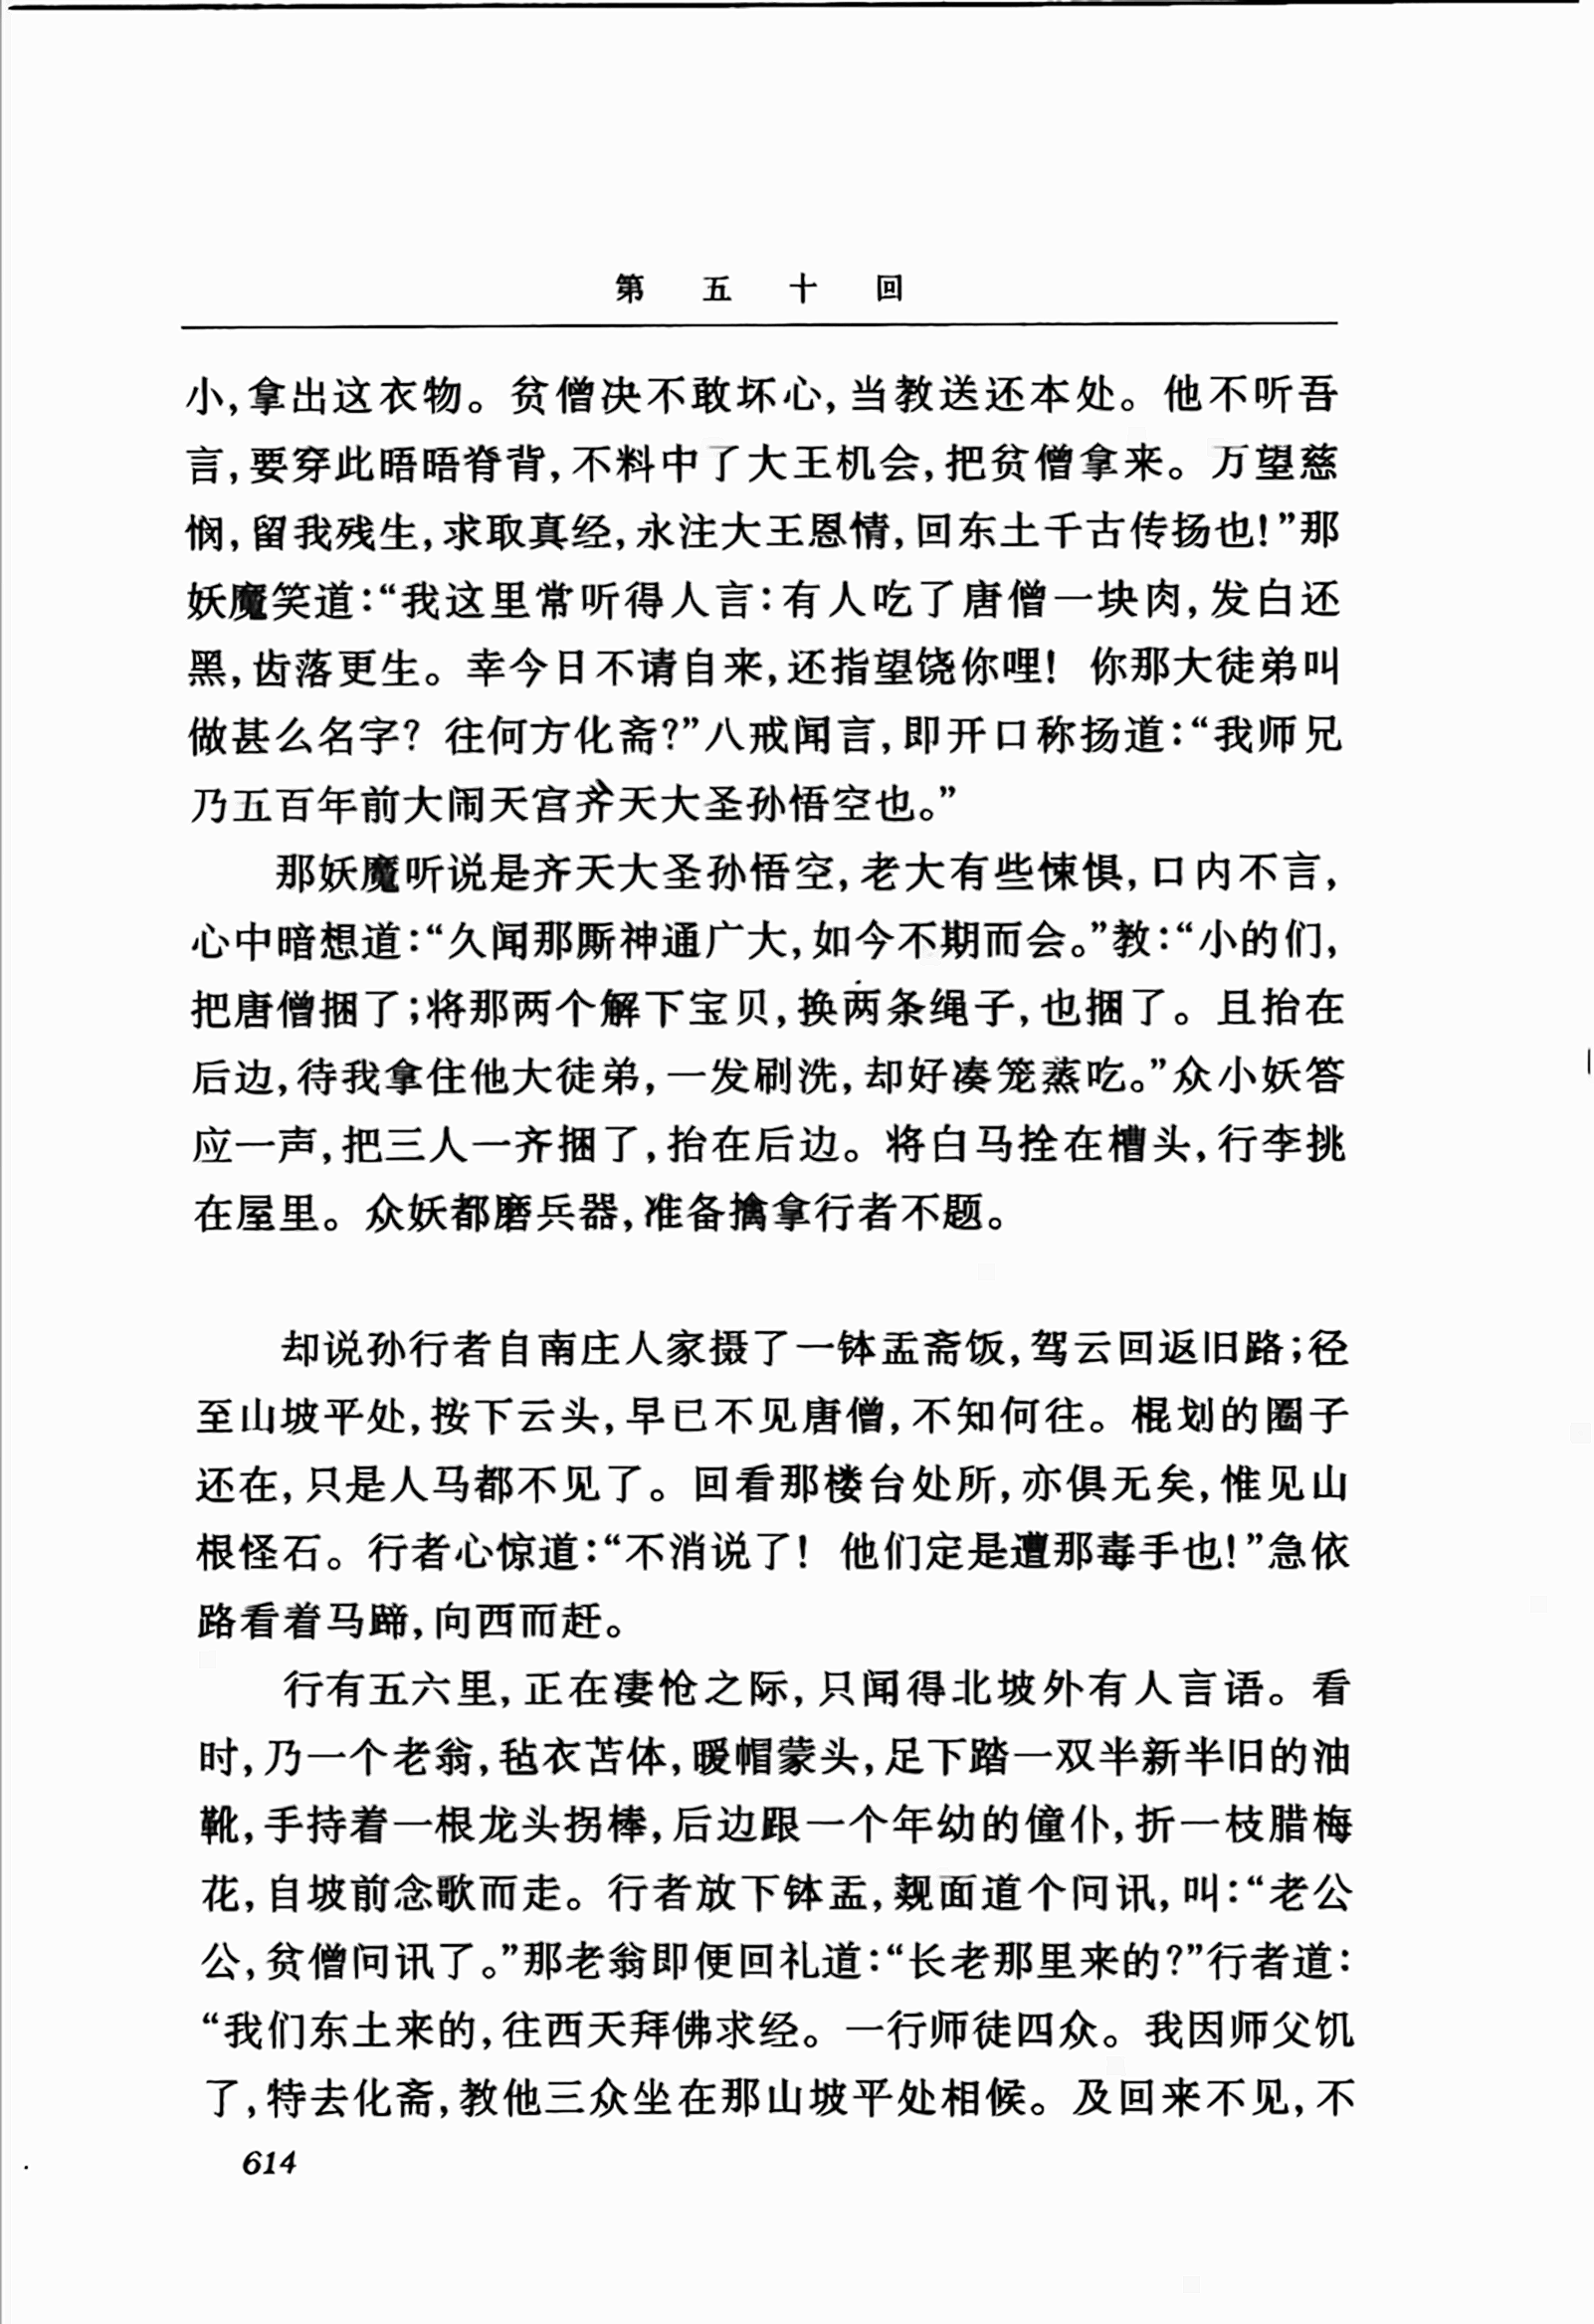 第五十回
小,拿出这衣物。贫僧决不敢坏心,当教送还本处。他不听吾
言,要穿此晤晤脊背,不料中了大王机会,把贫僧拿来。万望慈
悯,留我残生,求取真经,永注大王恩情,回东土千古传扬也!”那
妖魔笑道:“我这里常听得人言:有人吃了唐僧一块肉,发白还
黑,齿落更生。幸今日不请自来,还指望饶你哩! 你那大徒弟叫
做甚么名字? 往何方化斋?”八戒闻言,即开口称扬道:“我师兄
乃五百年前大闹天宫齐天大圣孙悟空也。”
那妖魔听说是齐天大圣孙悟空,老大有些悚惧,口内不言,
心中暗想道:“久闻那厮神通广大,如今不期而会。”教:“小的们,
把唐僧捆了;将那两个解下宝贝,换两条绳子,也捆了。且抬在
后边,待我拿住他大徒弟,一发刷洗,却好凑笼蒸吃。”众小妖答
应一声,把三人一齐捆了,抬在后边。将白马拴在槽头,行李挑
在屋里。众妖都磨兵器,准备擒拿行者不题。
却说孙行者自南庄人家摄了一钵盂斋饭,驾云回返旧路;径
至山坡平处,按下云头,早已不见唐僧,不知何往。棍划的圈子
还在,只是人马都不见了。回看那楼台处所,亦俱无矣,惟见山
根怪石。行者心惊道:“不消说了! 他们定是遭那毒手也!”急依
路看着马蹄,向西而赶。
行有五六里,正在凄怆之际,只闻得北坡外有人言语。看
时,乃一个老翁,毡衣苫体,暖帽蒙头,足下踏一双半新半旧的油
靴,手持着一根龙头拐棒,后边跟一个年幼的僮仆,折一枝腊梅
花,自坡前念歌而走。行者放下钵盂,觌面道个问讯,叫:“老公
公,贫僧问讯了。”那老翁即便回礼道:“长老那里来的?”行者道:
“我们东土来的,往西天拜佛求经。一行师徒四众。我因师父饥
了,特去化斋,教他三众坐在那山坡平处相候。及回来不见,不
614